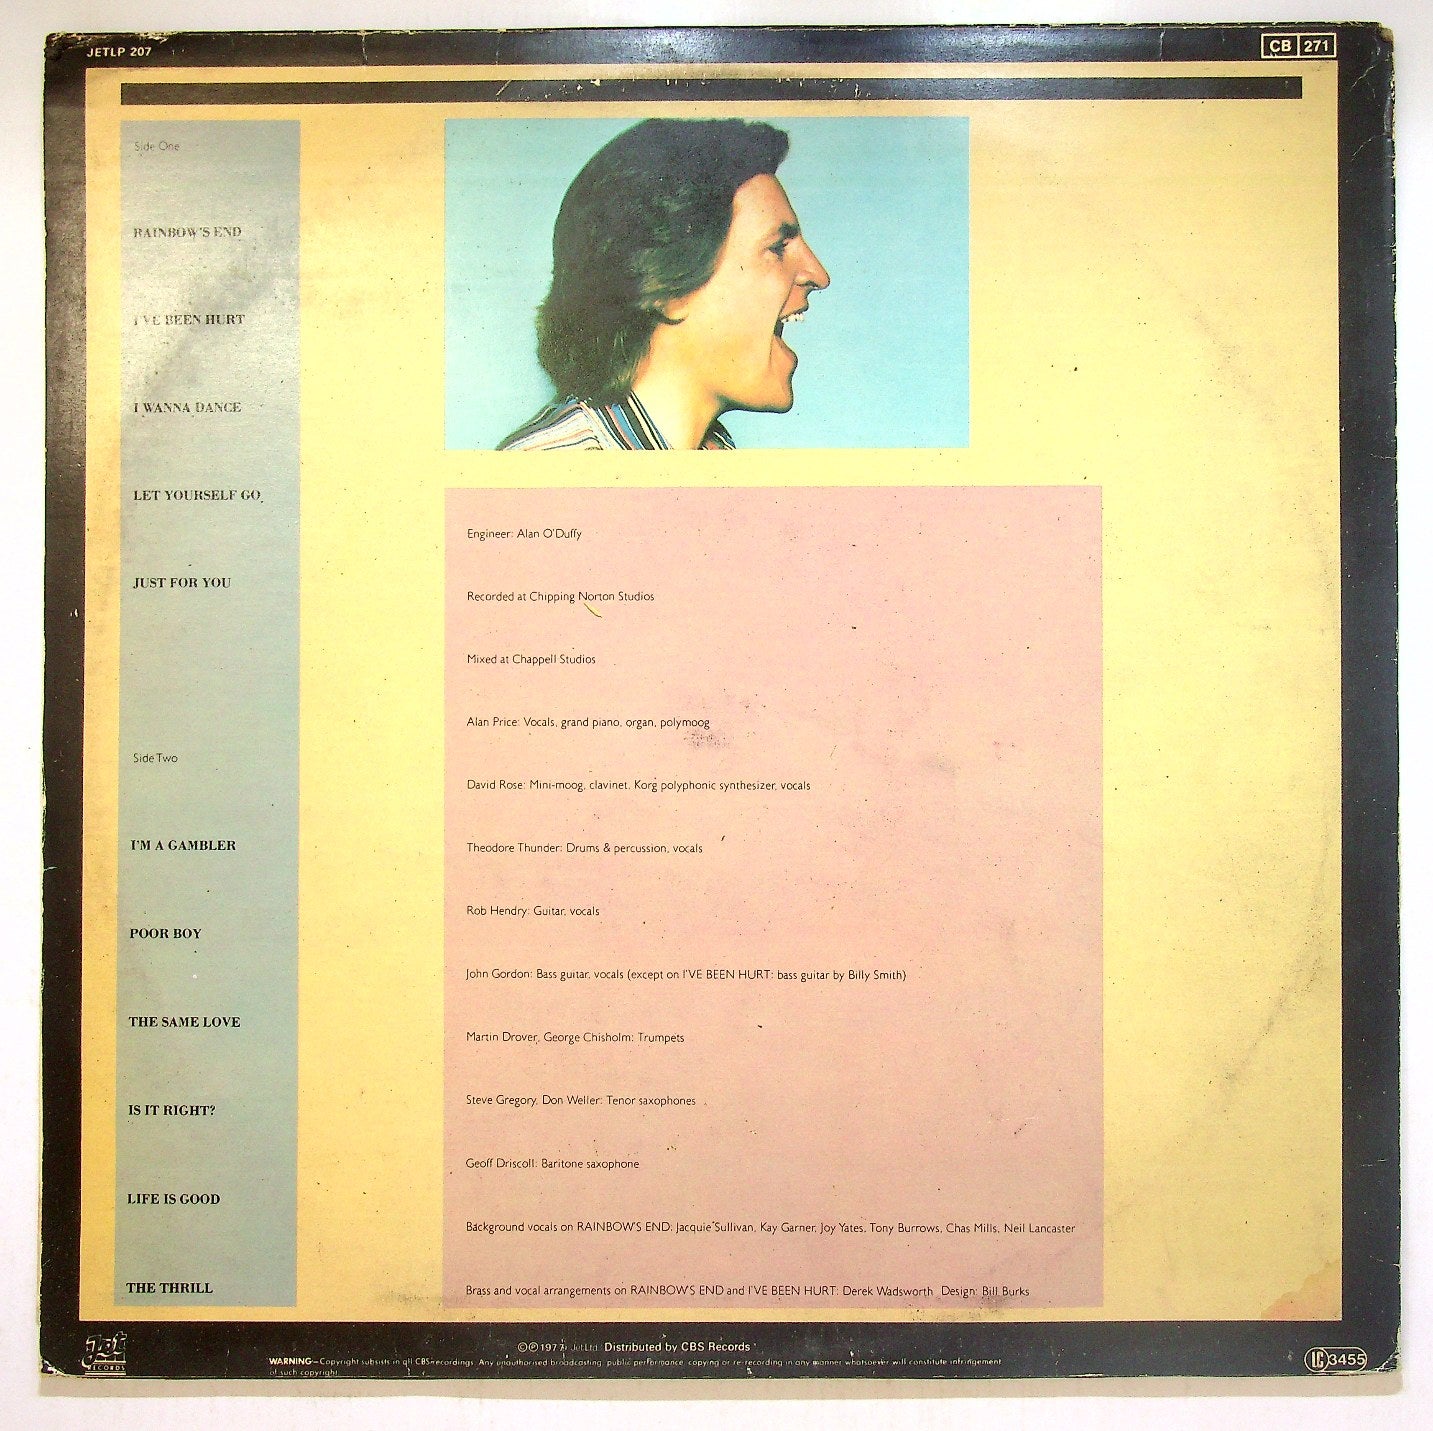 JETLP 207
CB 271
Side One
RAINBOW'S END
I'VE BEEN HURT
I WANNA DANCE
LET YOURSELF GO
JUST FOR YOU
Side Two
I'M A GAMBLER
POOR BOY
THE SAME LOVE
IS IT RIGHT?
LIFE IS GOOD
THE THRILL
Engineer: Alan O'Duffy
Recorded at Chipping Norton Studios
Mixed at Chappell Studios
Alan Price: Vocals, grand piano, organ, polymoog
David Rose: Mini-moog, clavinet, Korg polyphonic synthesizer, vocals
Theodore Thunder: Drums & percussion, vocals
Rob Hendry: Guitar, vocals
John Gordon: Bass guitar, vocals (except on I'VE BEEN HURT: bass guitar by Billy Smith)
Martin Drover, George Chisholm: Trumpets
Steve Gregory, Don Weller: Tenor saxophones
Geoff Driscoll: Baritone saxophone
Background vocals on RAINBOW'S END: Jacquie Sullivan, Kay Garner, Joy Yates, Tony Burrows, Chas Mills, Neil Lancaster
Brass and vocal arrangements on RAINBOW'S END and I'VE BEEN HURT: Derek Wadsworth Design: Bill Burks
Jet
RECORDS
©℗1977 Jet Ltd. Distributed by CBS Records
WARNING—Copyright subsists in all CBS recordings. Any unauthorised broadcasting, public performance, copying or re-recording in any manner whatsoever will constitute infringement
of such copyright
LC 3455